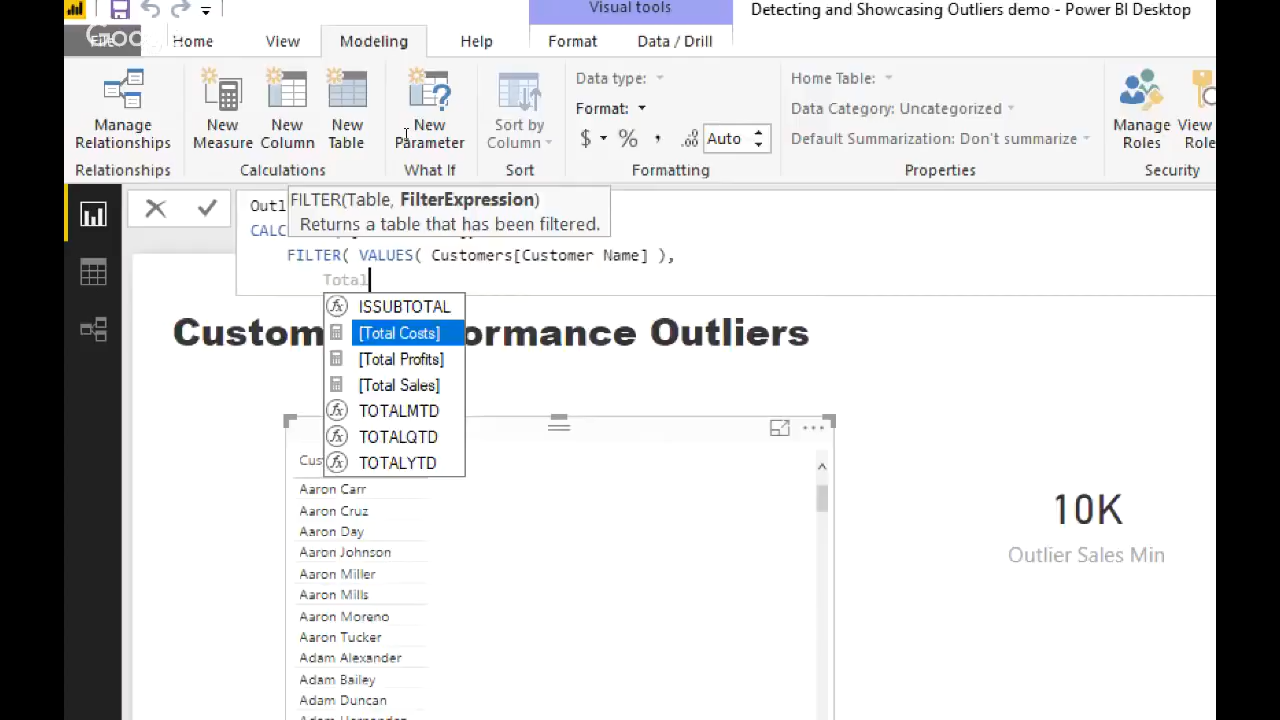 Visual tools
Detecting and Showcasing Outliers demo - Power BI Desktop
File
Home
View
Modeling
Help
Format
Data / Drill
Manage
Relationships
New
Measure
New
Column
New
Table
New
Parameter
Sort by
Column
Data type:
Format:
$ % , .00 Auto
Home Table:
Data Category: Uncategorized
Default Summarization: Don't summarize
Manage
Roles
View
Relationships
Calculations
What If
Sort
Formatting
Properties
Security
FILTER(Table, FilterExpression)
Returns a table that has been filtered.
FILTER( VALUES( Customers[Customer Name] ),
Total
ISSUBTOTAL
[Total Costs]
[Total Profits]
[Total Sales]
TOTALMTD
TOTALQTD
TOTALYTD
Outliers
Aaron Carr
Aaron Cruz
Aaron Day
Aaron Johnson
Aaron Miller
Aaron Mills
Aaron Moreno
Aaron Tucker
Adam Alexander
Adam Bailey
Adam Duncan
10K
Outlier Sales Min